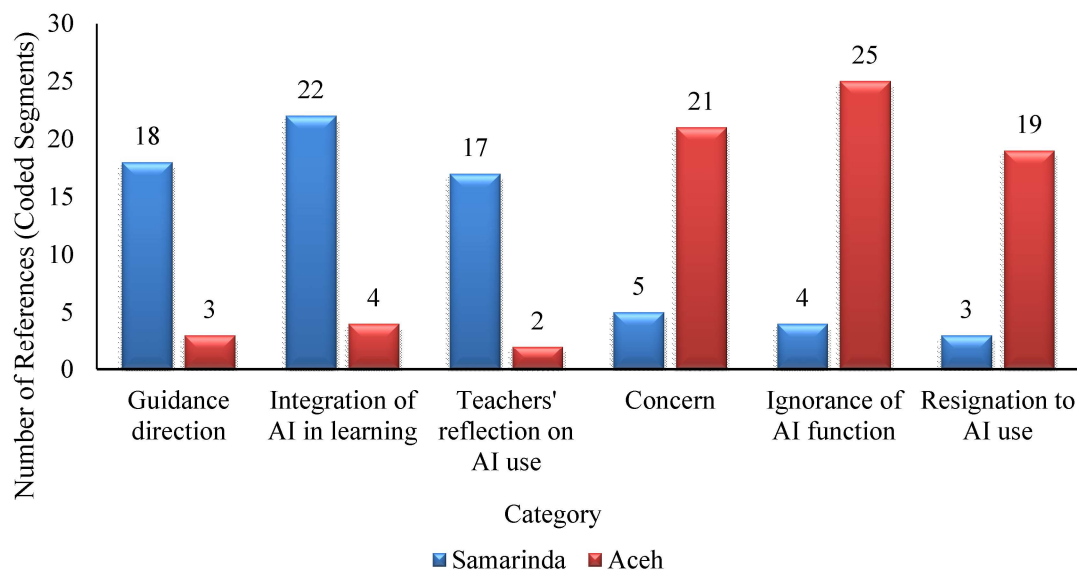 Number of References (Coded Segments)
30
25
20
15
10
5
0
18
3
22
4
17
2
5
21
4
25
3
19
Guidance
direction
Integration of
AI in learning
Teachers'
reflection on
AI use
Concern
Ignorance of
AI function
Resignation to
AI use
Category
Samarinda
Aceh